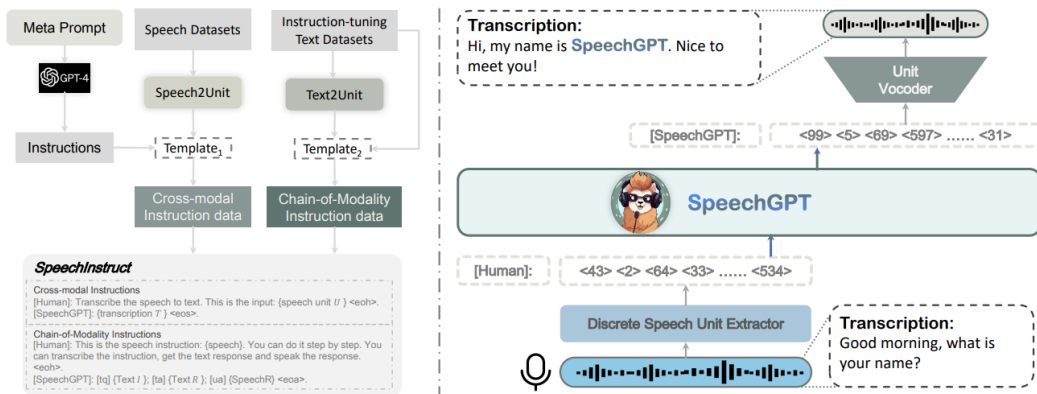 Meta Prompt
GPT-4
Instructions
Speech Datasets
Speech2Unit
Template1
Cross-modal
Instruction data
Instruction-tuning
Text Datasets
Text2Unit
Template2
Chain-of-Modality
Instruction data
SpeechInstruct
Cross-modal Instructions
[Human]: Transcribe the speech to text. This is the input: {speech unit U } <eoh>.
[SpeechGPT]: {transcription T } <eos>.
Chain-of-Modality Instructions
[Human]: This is the speech instruction: {speech}. You can do it step by step. You
can transcribe the instruction, get the text response and speak the response.
<eoh>.
[SpeechGPT]: [tq] {Text I }; [ta] {Text R }; [ua] {SpeechR} <eoa>.
Transcription:
Hi, my name is SpeechGPT. Nice to
meet you!
Unit
Vocoder
[SpeechGPT]: <99> <5> <69> <597> ...... <31>
SpeechGPT
[Human]: <43> <2> <64> <33> ...... <534>
Discrete Speech Unit Extractor
Transcription:
Good morning, what is
your name?